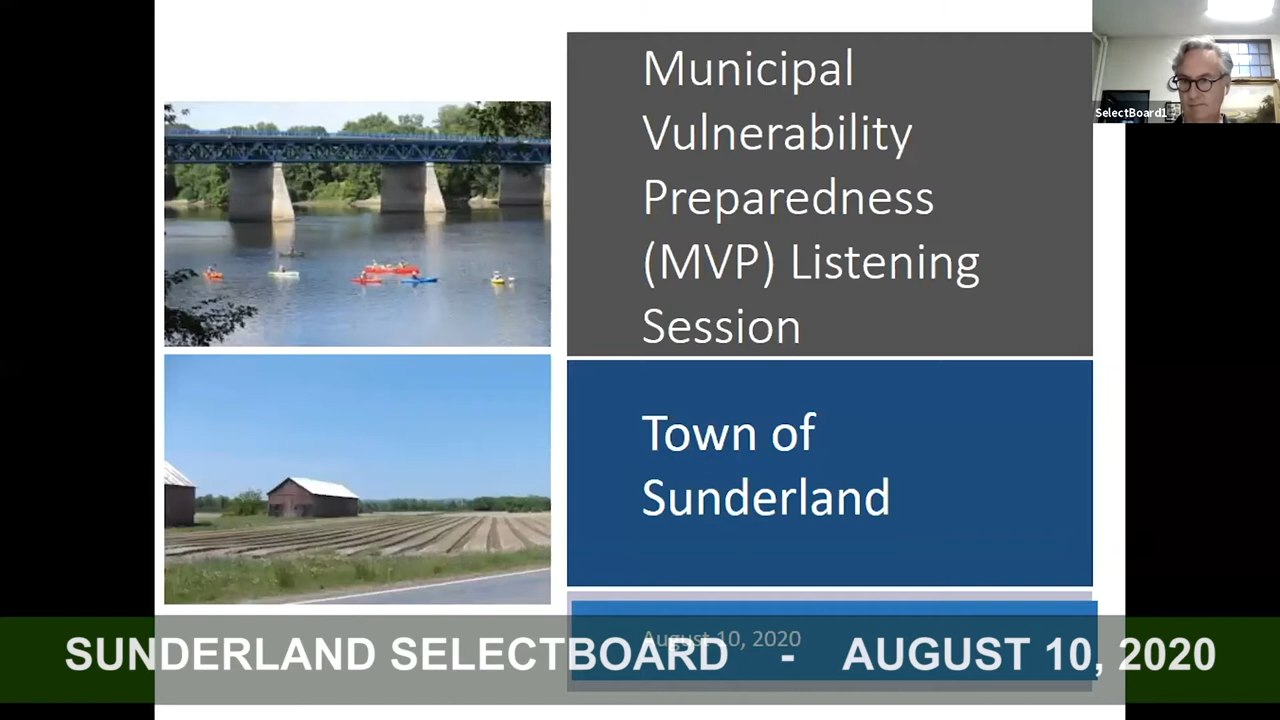 Municipal
Vulnerability
Preparedness
(MVP) Listening
Session
SelectBoard1
Town of
Sunderland
August 10, 2020
SUNDERLAND SELECTBOARD - AUGUST 10, 2020